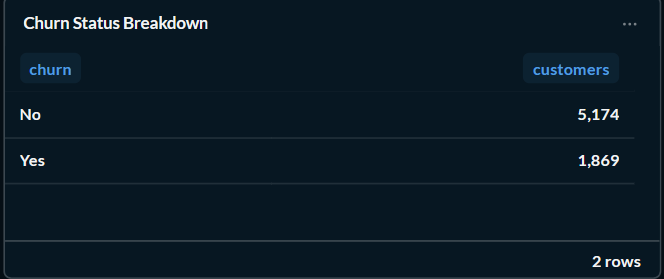 Churn Status Breakdown
churn customers
No 5,174
Yes 1,869
2 rows